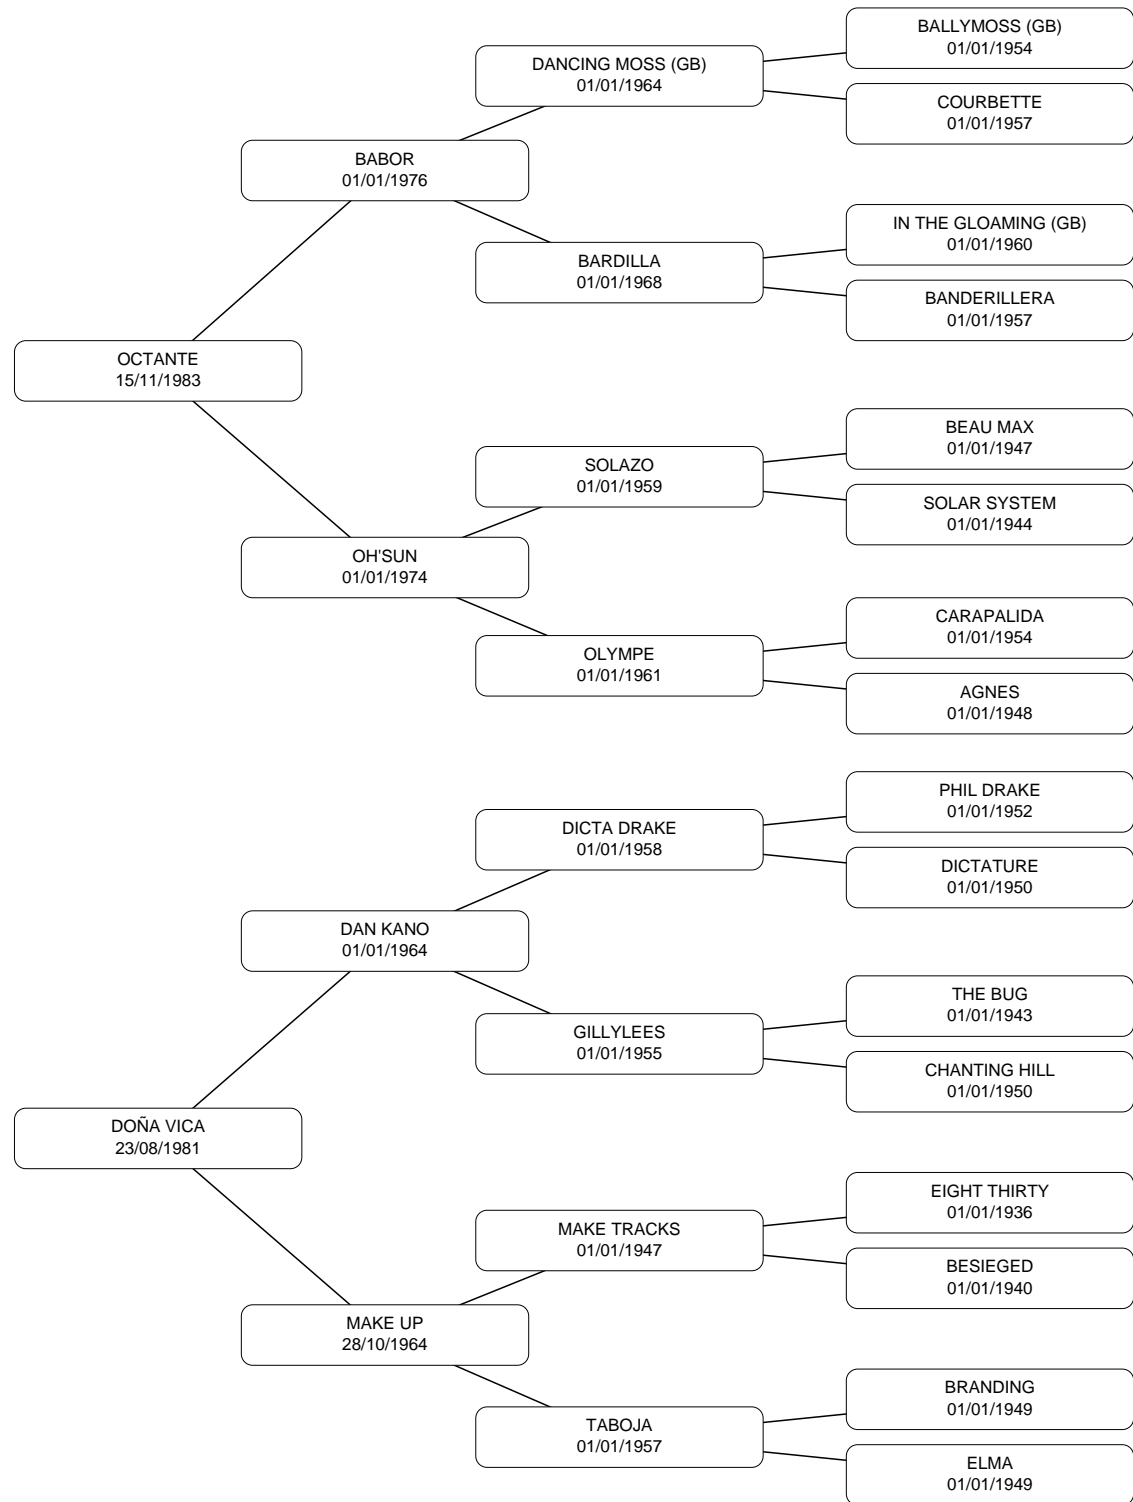 BALLYMOSS (GB)
01/01/1954
DANCING MOSS (GB)
01/01/1964
COURBETTE
01/01/1957
BABOR
01/01/1976
IN THE GLOAMING (GB)
01/01/1960
BARDILLA
01/01/1968
BANDERILLERA
01/01/1957
OCTANTE
15/11/1983
BEAU MAX
01/01/1947
SOLAZO
01/01/1959
SOLAR SYSTEM
01/01/1944
OH'SUN
01/01/1974
CARAPALIDA
01/01/1954
OLYMPE
01/01/1961
AGNES
01/01/1948
PHIL DRAKE
01/01/1952
DICTA DRAKE
01/01/1958
DICTATURE
01/01/1950
DAN KANO
01/01/1964
THE BUG
01/01/1943
GILLYLEES
01/01/1955
CHANTING HILL
01/01/1950
DOÑA VICA
23/08/1981
EIGHT THIRTY
01/01/1936
MAKE TRACKS
01/01/1947
BESIEGED
01/01/1940
MAKE UP
28/10/1964
BRANDING
01/01/1949
TABOJA
01/01/1957
ELMA
01/01/1949